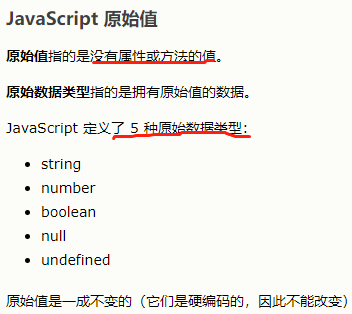 JavaScript 原始值
原始值指的是没有属性或方法的值。
原始数据类型指的是拥有原始值的数据。
JavaScript 定义了 5 种原始数据类型：
string
number
boolean
null
undefined
原始值是一成不变的（它们是硬编码的，因此不能改变）